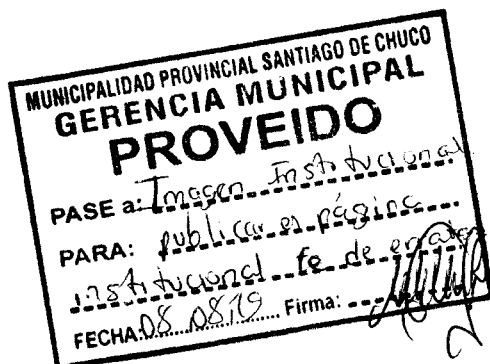 MUNICIPALIDAD PROVINCIAL SANTIAGO DE CHUCO
GERENCIA MUNICIPAL
PROVEIDO
PASE a: Imagen Institucional
PARA: publicar en página
institucional fe de erratas
FECHA: 08.08.19 Firma: